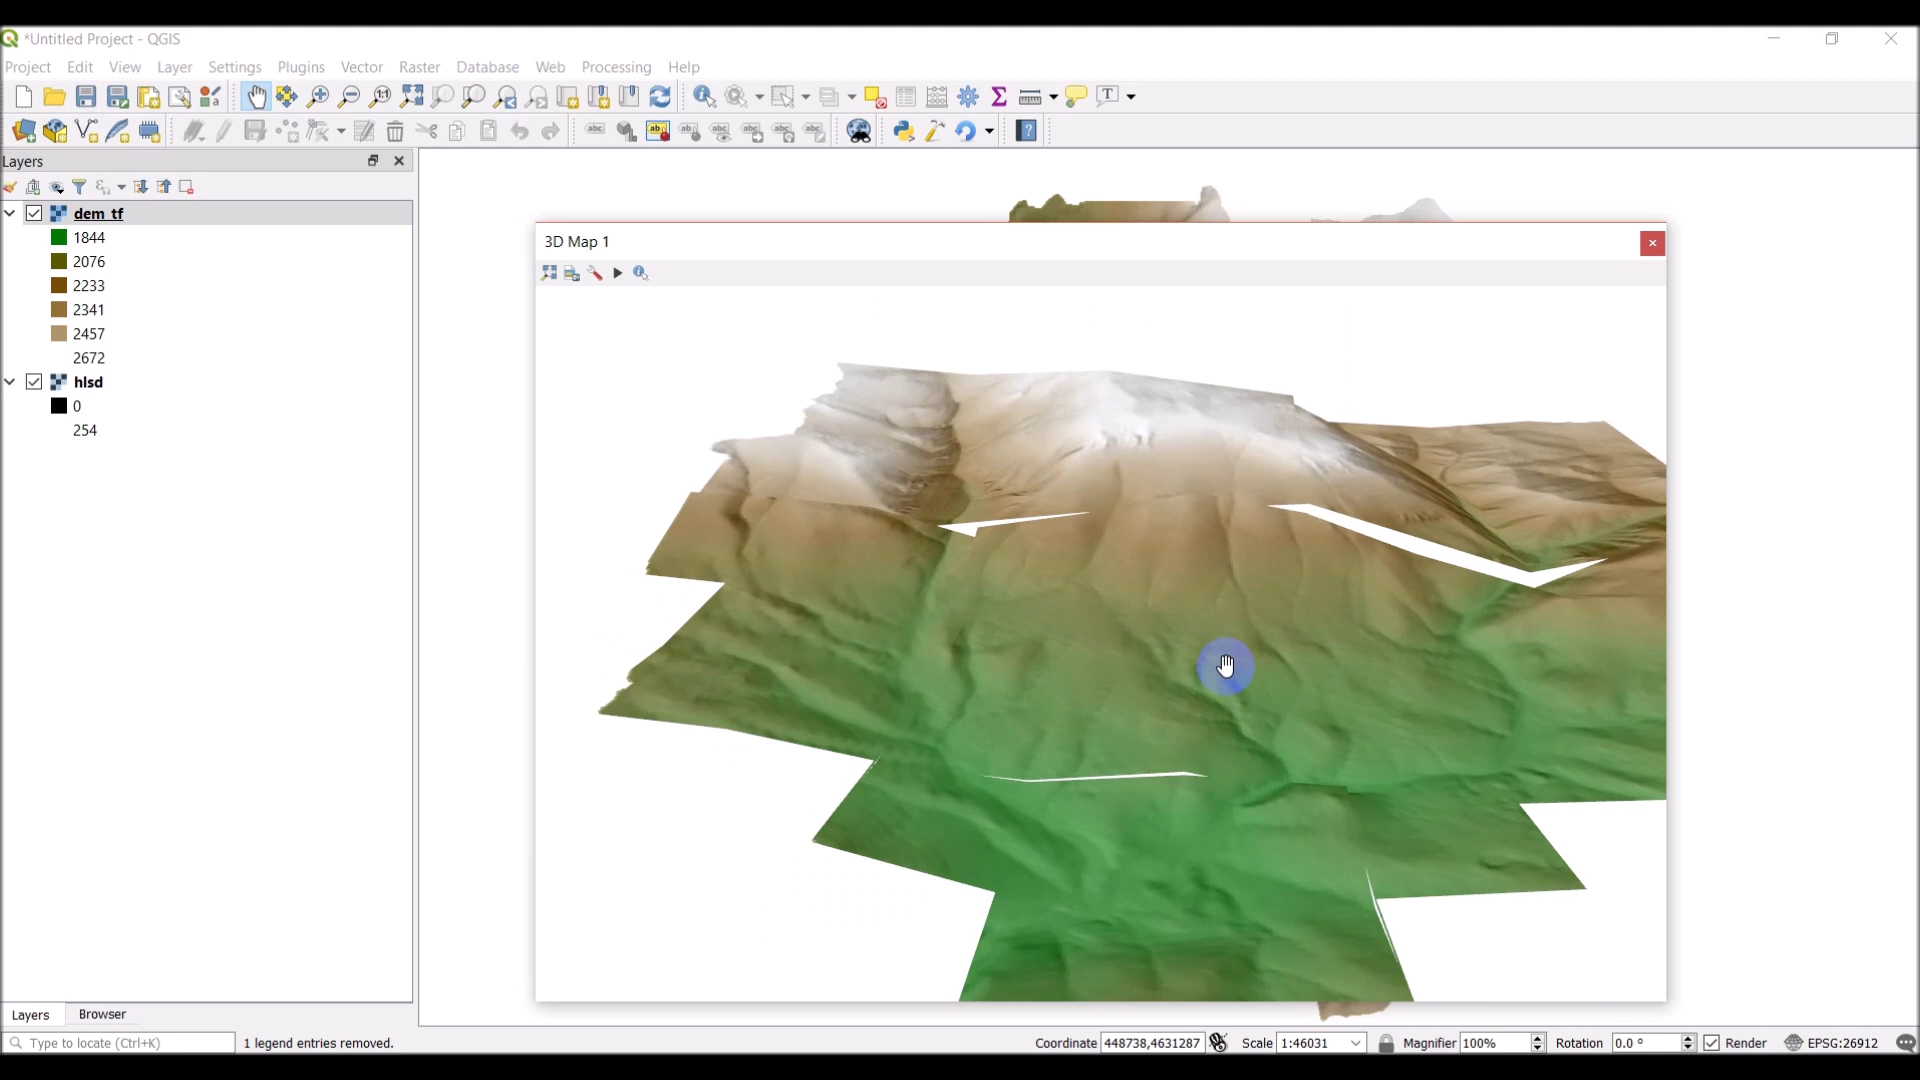 *Untitled Project - QGIS
Project Edit View Layer Settings Plugins Vector Raster Database Web Processing Help
Layers
dem_tf
1844
2076
2233
2341
2457
2672
hlsd
0
254
3D Map 1
Layers Browser
Type to locate (Ctrl+K) 1 legend entries removed. Coordinate 448738,4631287 Scale 1:46031 Magnifier 100% Rotation 0.0 ° Render EPSG:26912